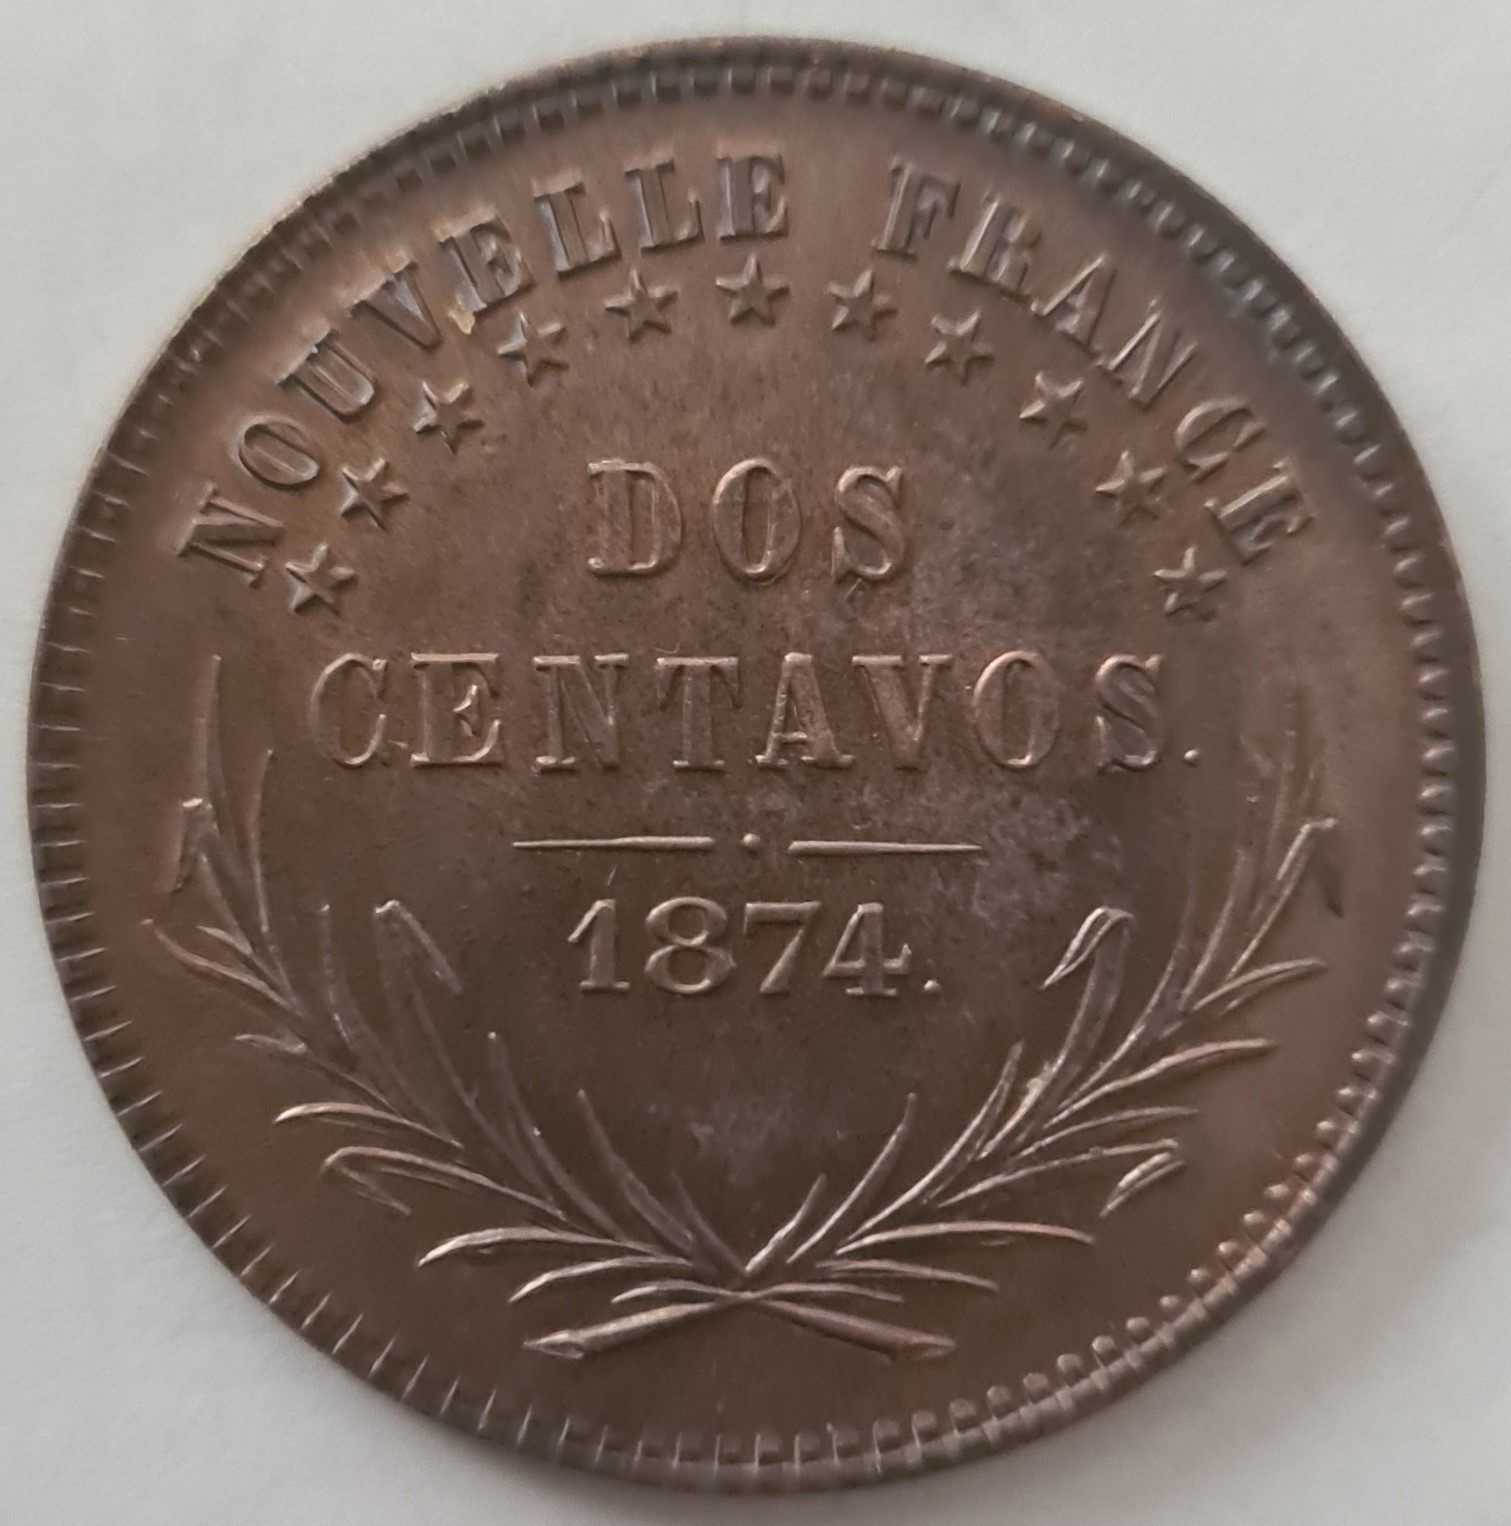 NOUVELLE FRANCE
DOS
CENTAVOS.
1874.